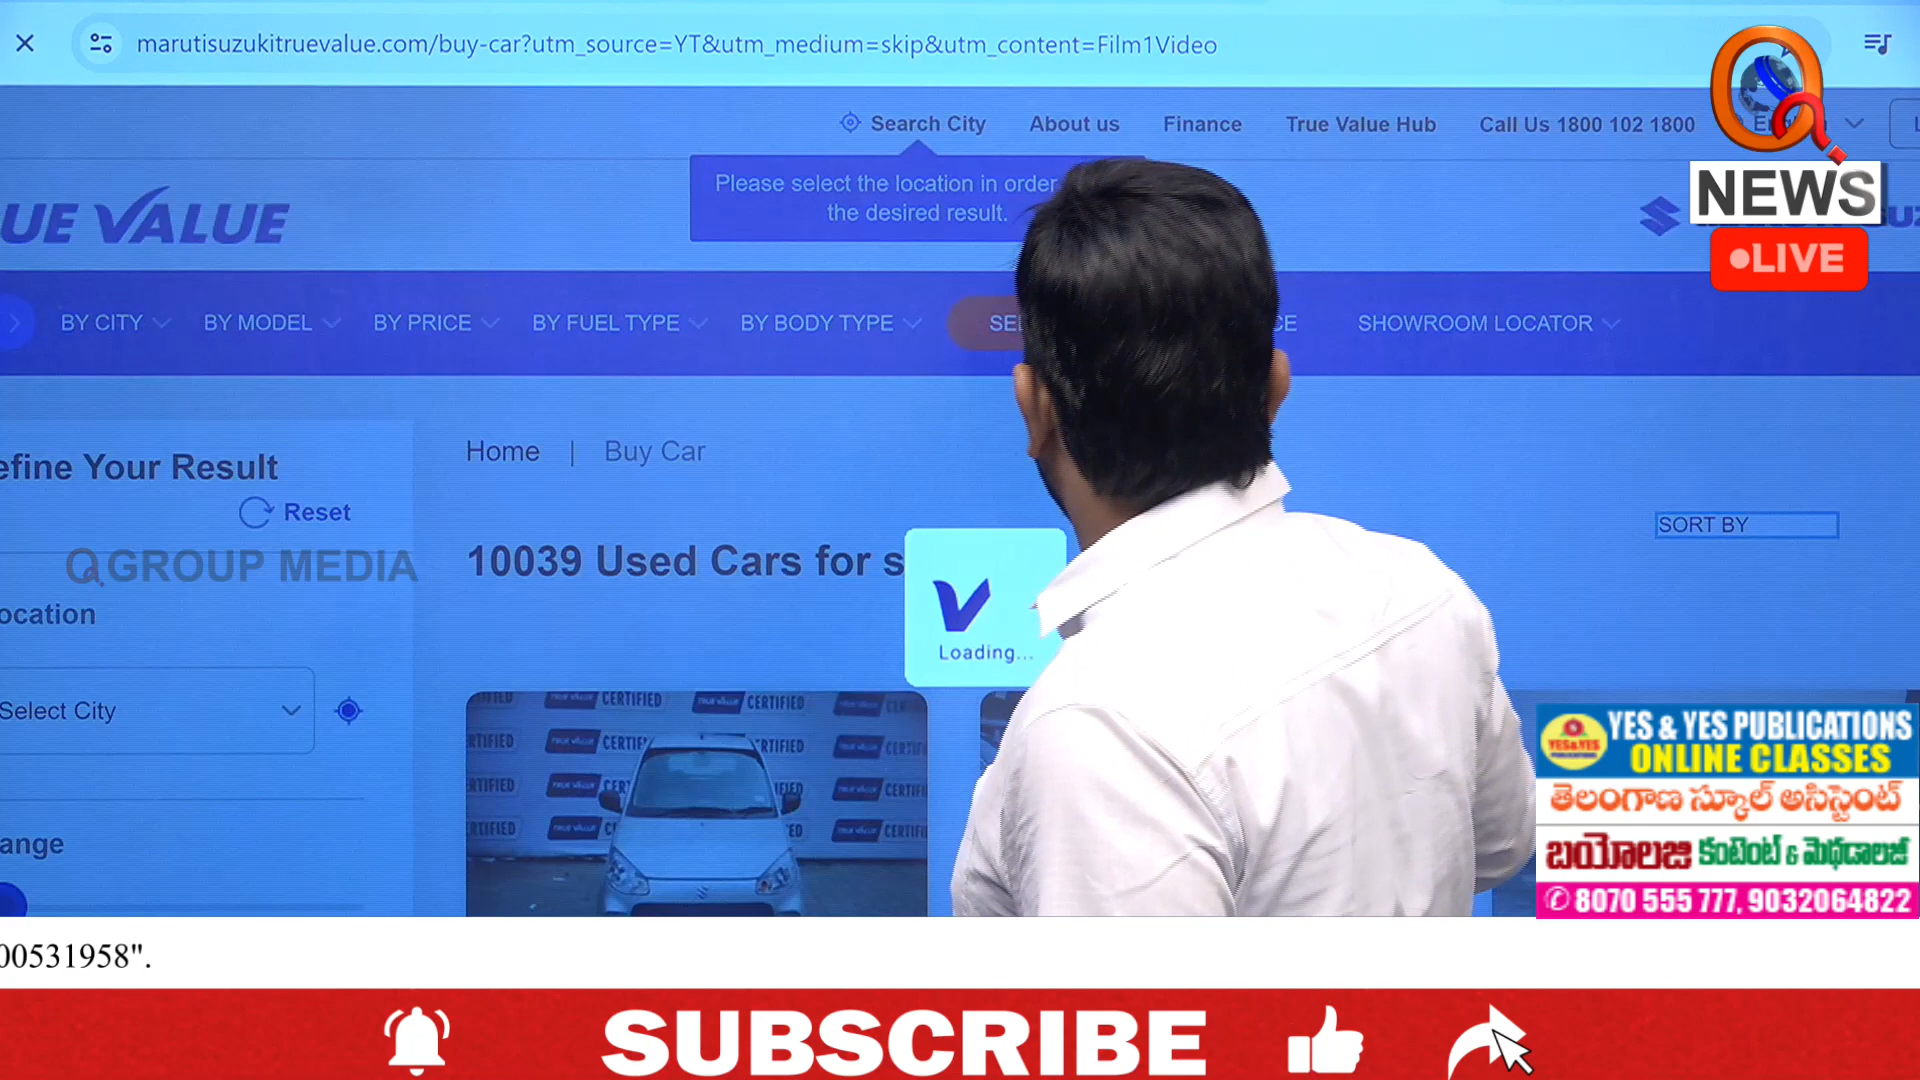 marutisuzukitruevalue.com/buy-car?utm_source=YT&utm_medium=skip&utm_content=Film1Video
Search City About us Finance True Value Hub Call Us 1800 102 1800
Please select the location in order
the desired result.
UE VALUE
NEWS
LIVE
BY CITY BY MODEL BY PRICE BY FUEL TYPE BY BODY TYPE SE CE SHOWROOM LOCATOR
Home | Buy Car
efine Your Result
Reset
SORT BY
GROUP MEDIA
10039 Used Cars for s
ocation
Loading...
Select City
CERTIFIED
CERTIFIED
YES & YES PUBLICATIONS
ONLINE CLASSES
తెలంగాణ స్కూల్ అసిస్టెంట్
బయోలజి కంటెంట్ & మెథడాలజీ
8070 555 777, 9032064822
ange
00531958".
SUBSCRIBE